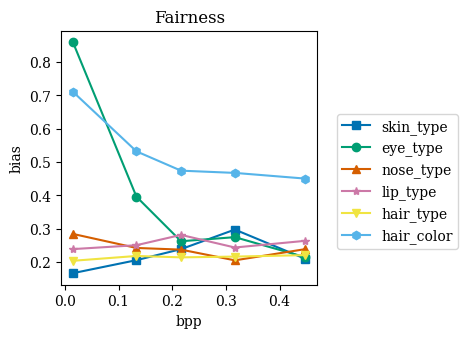 Fairness
bias
0.8
0.7
0.6
0.5
0.4
0.3
0.2
0.0 0.1 0.2 0.3 0.4
bpp
skin_type
eye_type
nose_type
lip_type
hair_type
hair_color